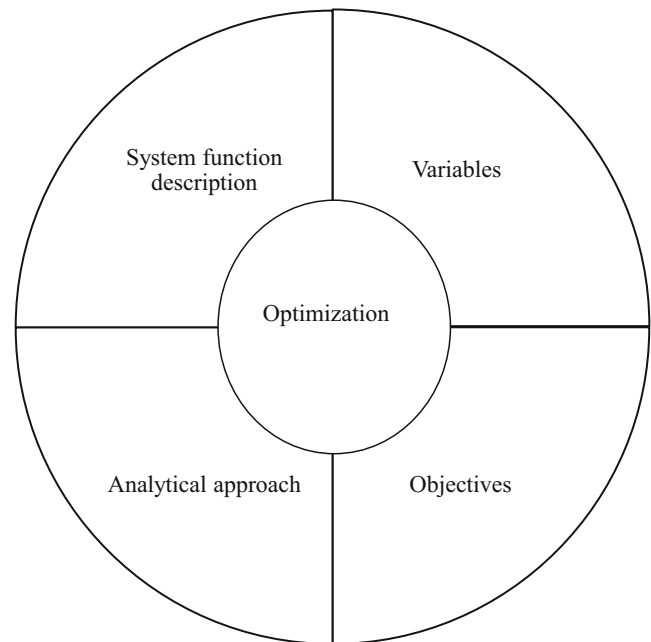 System function
description
Variables
Optimization
Analytical approach
Objectives